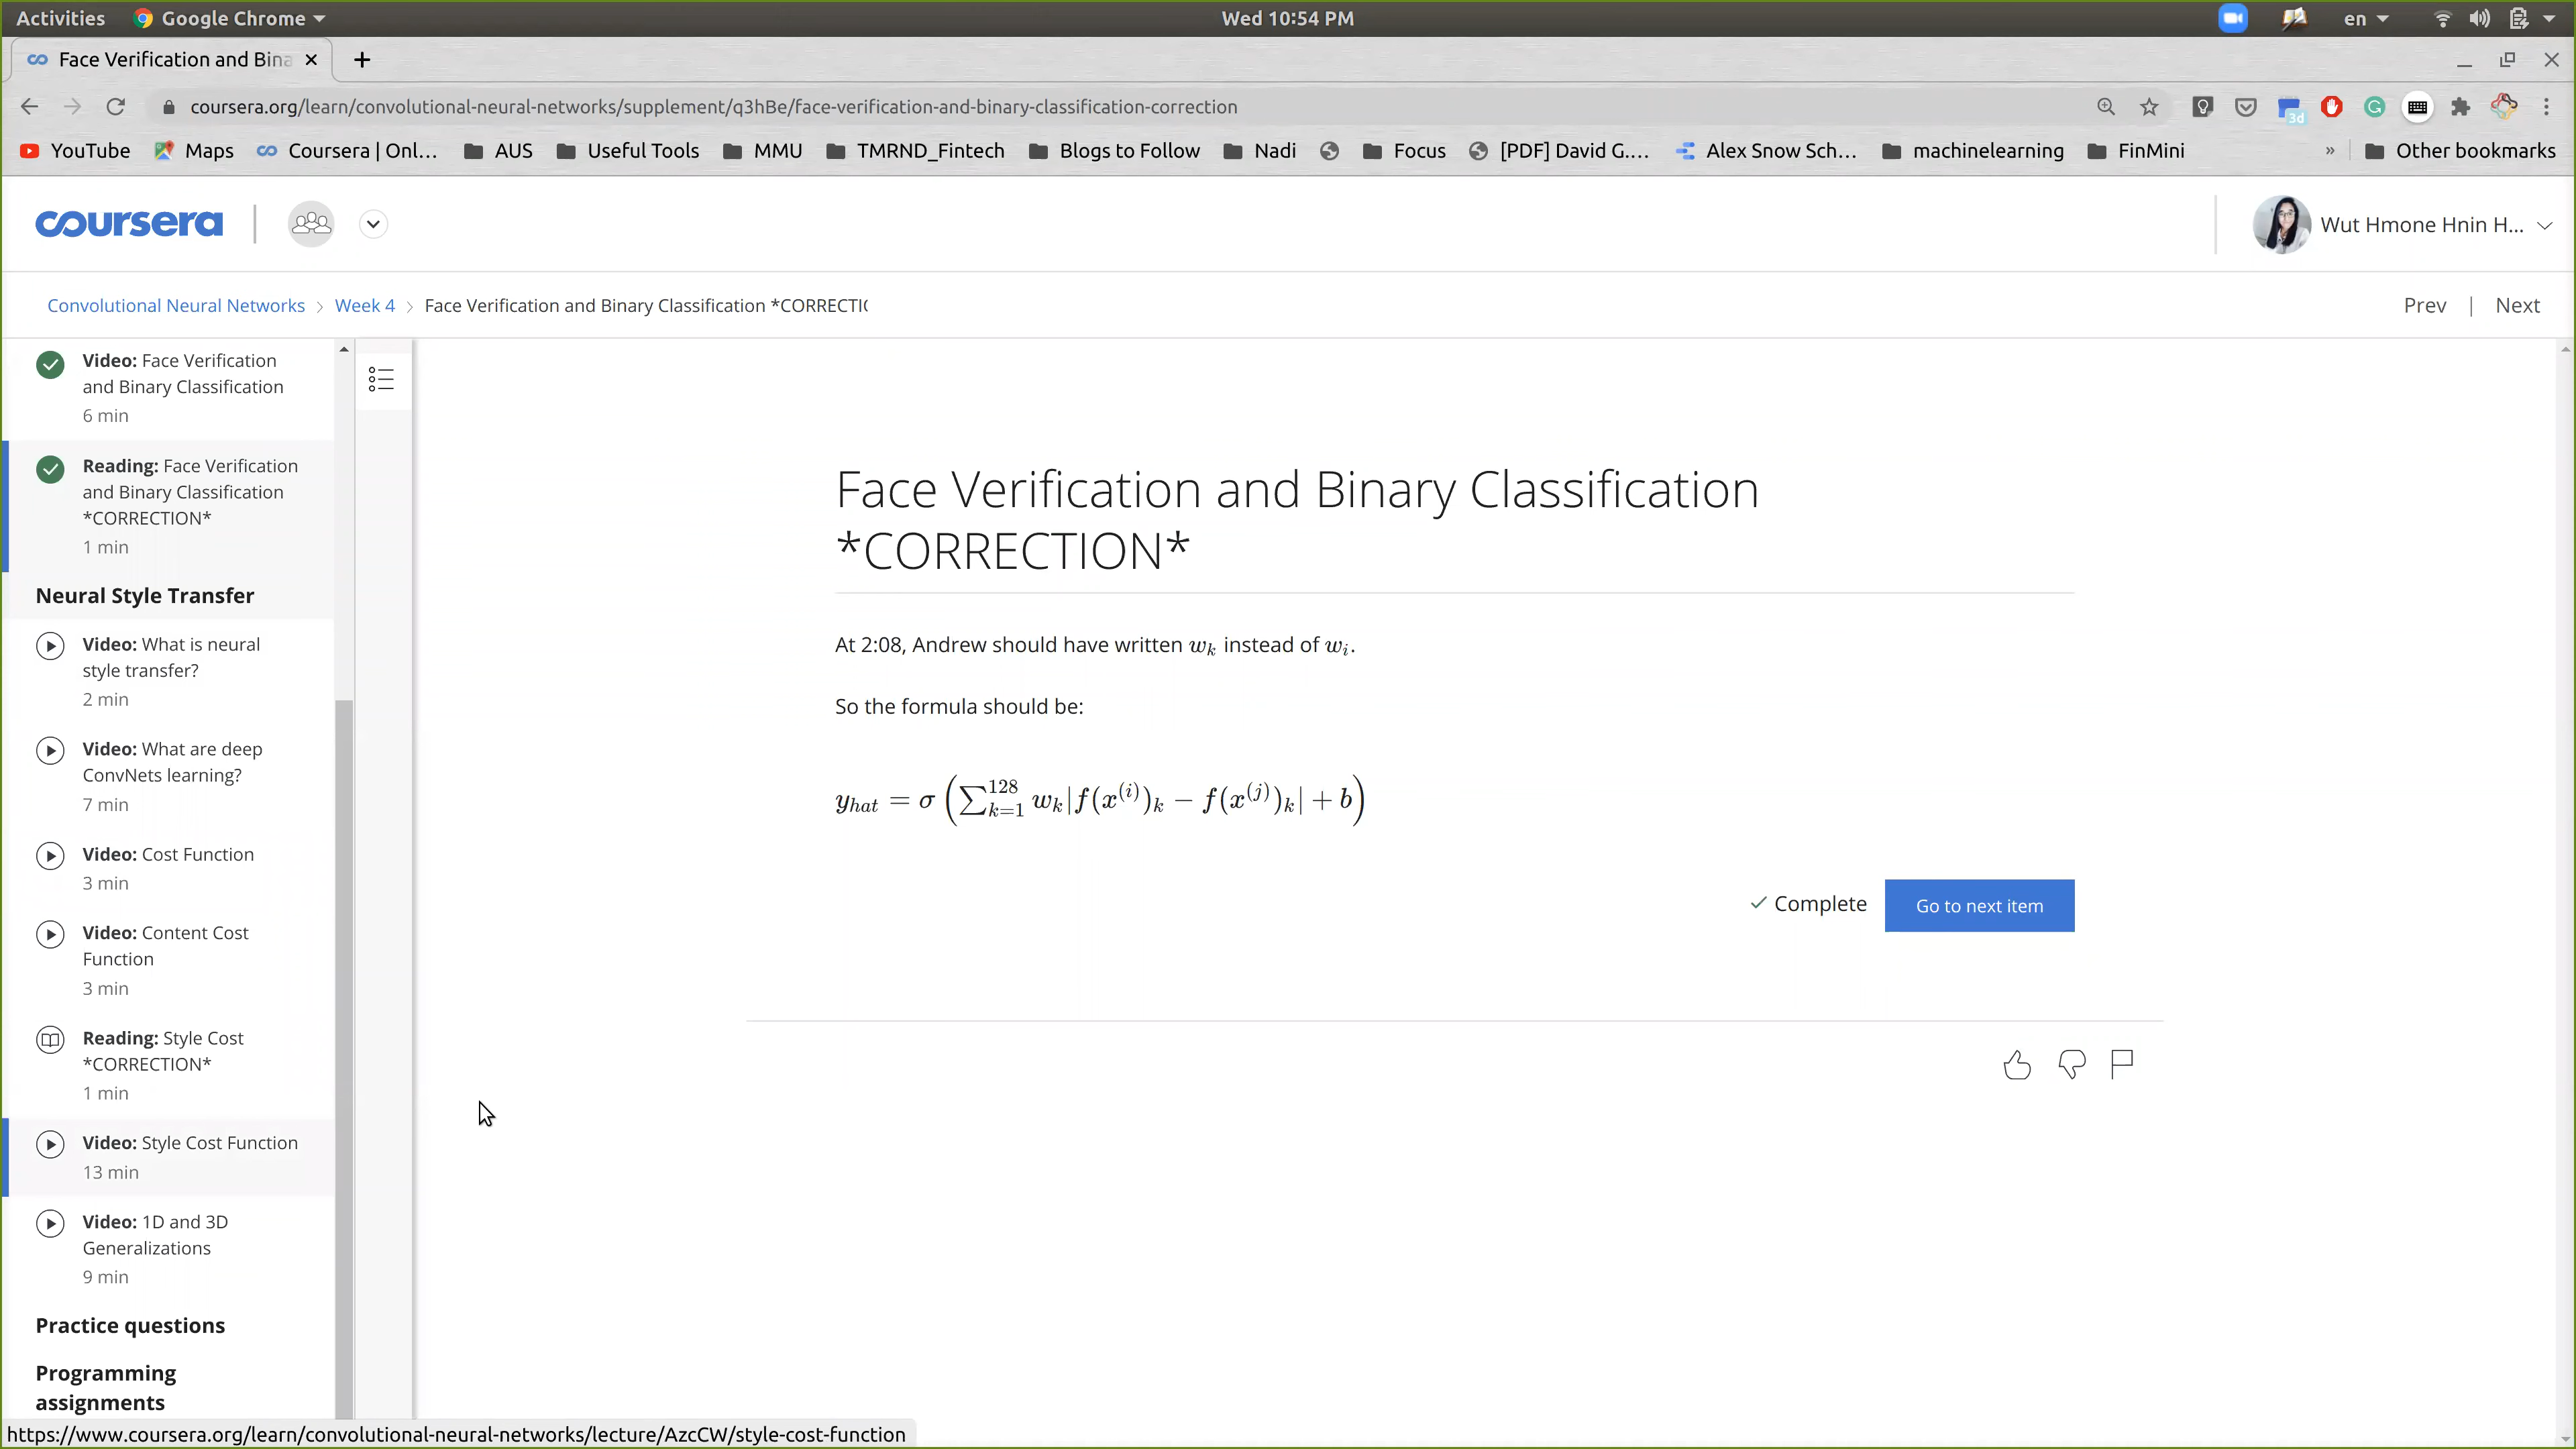 Activities Google Chrome Wed 10:54 PM en
Face Verification and Bina
coursera.org/learn/convolutional-neural-networks/supplement/q3hBe/face-verification-and-binary-classification-correction
3d
YouTube Maps Coursera | Onl... AUS Useful Tools MMU TMRND_Fintech Blogs to Follow Nadi Focus [PDF] David G.... Alex Snow Sch... machinelearning FinMini » Other bookmarks
coursera Wut Hmone Hnin H...
Convolutional Neural Networks > Week 4 > Face Verification and Binary Classification *CORRECTI
Prev | Next
Video: Face Verification
and Binary Classification
6 min
Reading: Face Verification
and Binary Classification
*CORRECTION*
1 min
Neural Style Transfer
Video: What is neural
style transfer?
2 min
Video: What are deep
ConvNets learning?
7 min
Video: Cost Function
3 min
Video: Content Cost
Function
3 min
Reading: Style Cost
*CORRECTION*
1 min
Video: Style Cost Function
13 min
Video: 1D and 3D
Generalizations
9 min
Practice questions
Programming
assignments
Face Verification and Binary Classification
*CORRECTION*
At 2:08, Andrew should have written w_k instead of w_i.
So the formula should be:
y_hat = σ (∑_{k=1}^{128} w_k|f(x^{(i)})_k − f(x^{(j)})_k| + b)
Complete Go to next item
https://www.coursera.org/learn/convolutional-neural-networks/lecture/AzcCW/style-cost-function